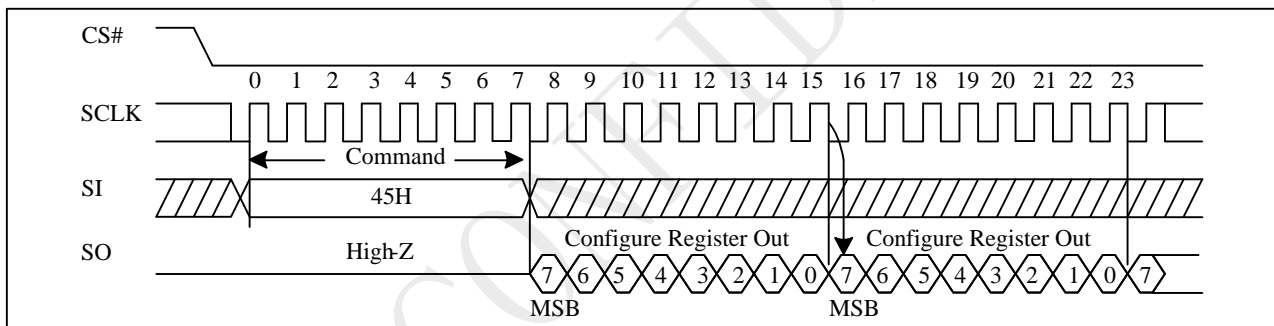 CS#
0 1 2 3 4 5 6 7 8 9 10 11 12 13 14 15 16 17 18 19 20 21 22 23
SCLK
Command
SI
45H
SO
High-Z
Configure Register Out Configure Register Out
7 6 5 4 3 2 1 0 7 6 5 4 3 2 1 0 7
MSB MSB
CONFID